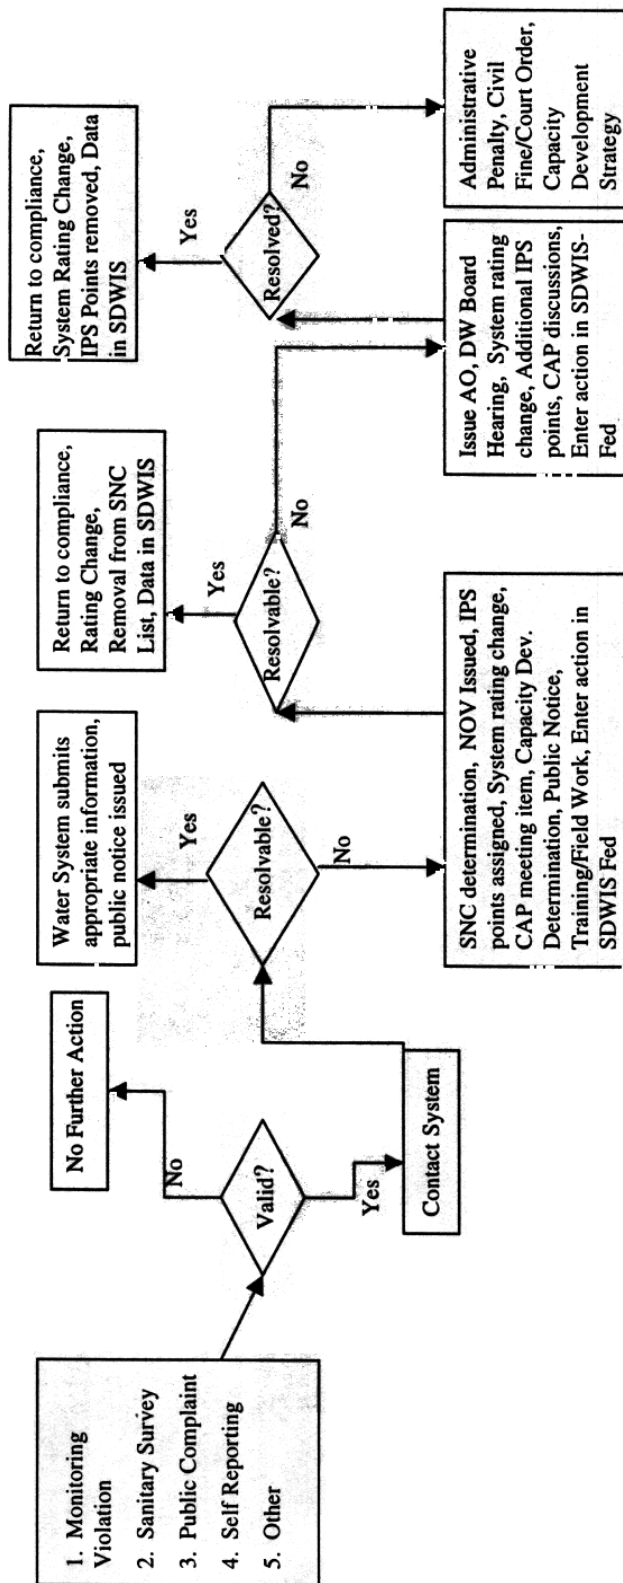 1. Monitoring
Violation
2. Sanitary Survey
3. Public Complaint
4. Self Reporting
5. Other
Valid?
No
No Further Action
Yes
Contact System
Resolvable?
Yes
Water System submits
appropriate information,
public notice issued
No
SNC determination, NOV Issued, IPS
points assigned, System rating change,
CAP meeting item, Capacity Dev.
Determination, Public Notice,
Training/Field Work, Enter action in
SDWIS Fed
Resolvable?
Yes
Return to compliance,
Rating Change,
Removal from SNC
List, Data in SDWIS
No
Issue AO, DW Board
Hearing, System rating
change, Additional IPS
points, CAP discussions,
Enter action in SDWIS-
Fed
Resolved?
Yes
Return to compliance,
System Rating Change,
IPS Points removed, Data
in SDWIS
No
Administrative
Penalty, Civil
Fine/Court Order,
Capacity
Development
Strategy